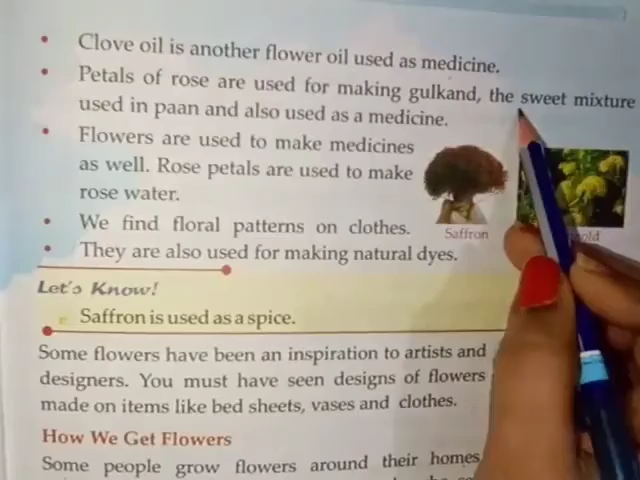 • Clove oil is another flower oil used as medicine.
• Petals of rose are used for making gulkand, the sweet mixture
used in paan and also used as a medicine.
• Flowers are used to make medicines
as well. Rose petals are used to make
rose water.
• We find floral patterns on clothes.
Saffron
• They are also used for making natural dyes.
Let's Know!
Saffron is used as a spice.
Some flowers have been an inspiration to artists and
designers. You must have seen designs of flowers
made on items like bed sheets, vases and clothes.
How We Get Flowers
Some people grow flowers around their homes